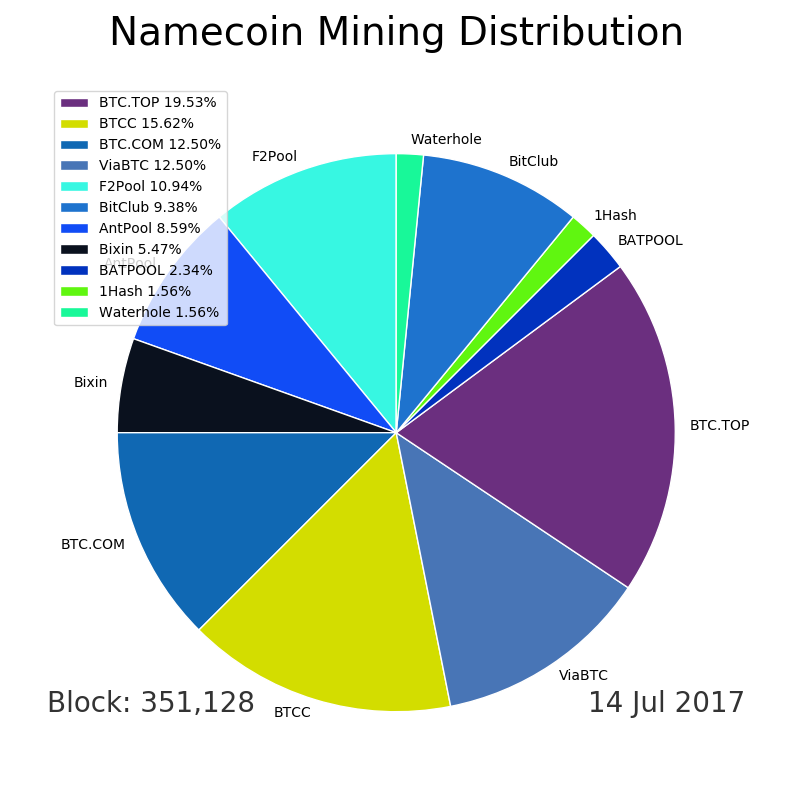 Namecoin Mining Distribution
BTC.TOP 19.53%
BTCC 15.62%
BTC.COM 12.50%
ViaBTC 12.50%
F2Pool 10.94%
BitClub 9.38%
AntPool 8.59%
Bixin 5.47%
BATPOOL 2.34%
1Hash 1.56%
Waterhole 1.56%
Waterhole
F2Pool
BitClub
1Hash
BATPOOL
AntPool
Bixin
BTC.TOP
BTC.COM
ViaBTC
Block: 351,128
14 Jul 2017
BTCC